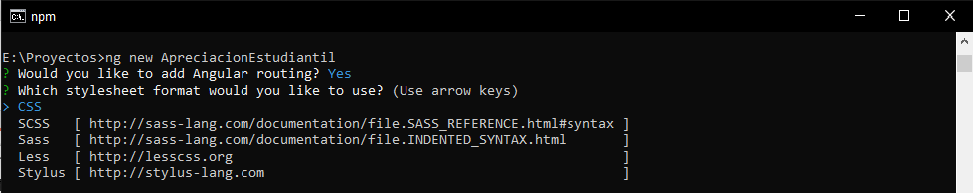 npm
E:\Proyectos>ng new ApreciacionEstudiantil
? Would you like to add Angular routing? Yes
? Which stylesheet format would you like to use? (Use arrow keys)
> CSS
SCSS   [ http://sass-lang.com/documentation/file.SASS_REFERENCE.html#syntax ]
Sass   [ http://sass-lang.com/documentation/file.INDENTED_SYNTAX.html       ]
Less   [ http://lesscss.org                                                 ]
Stylus [ http://stylus-lang.com                                             ]